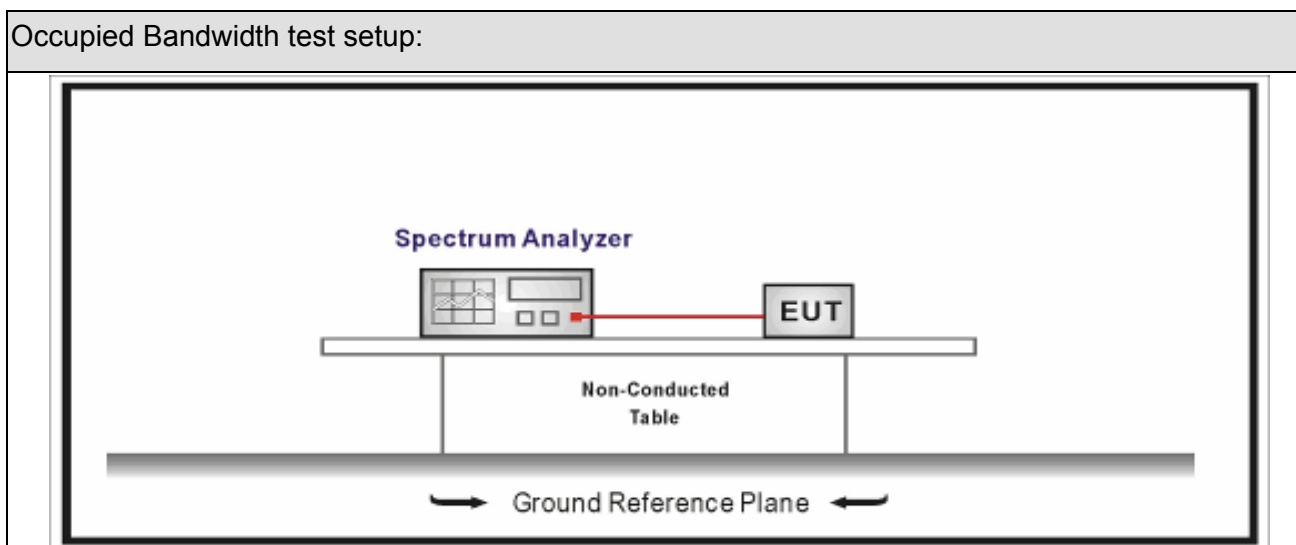 Occupied Bandwidth test setup:
Spectrum Analyzer
EUT
Non-Conducted
Table
Ground Reference Plane